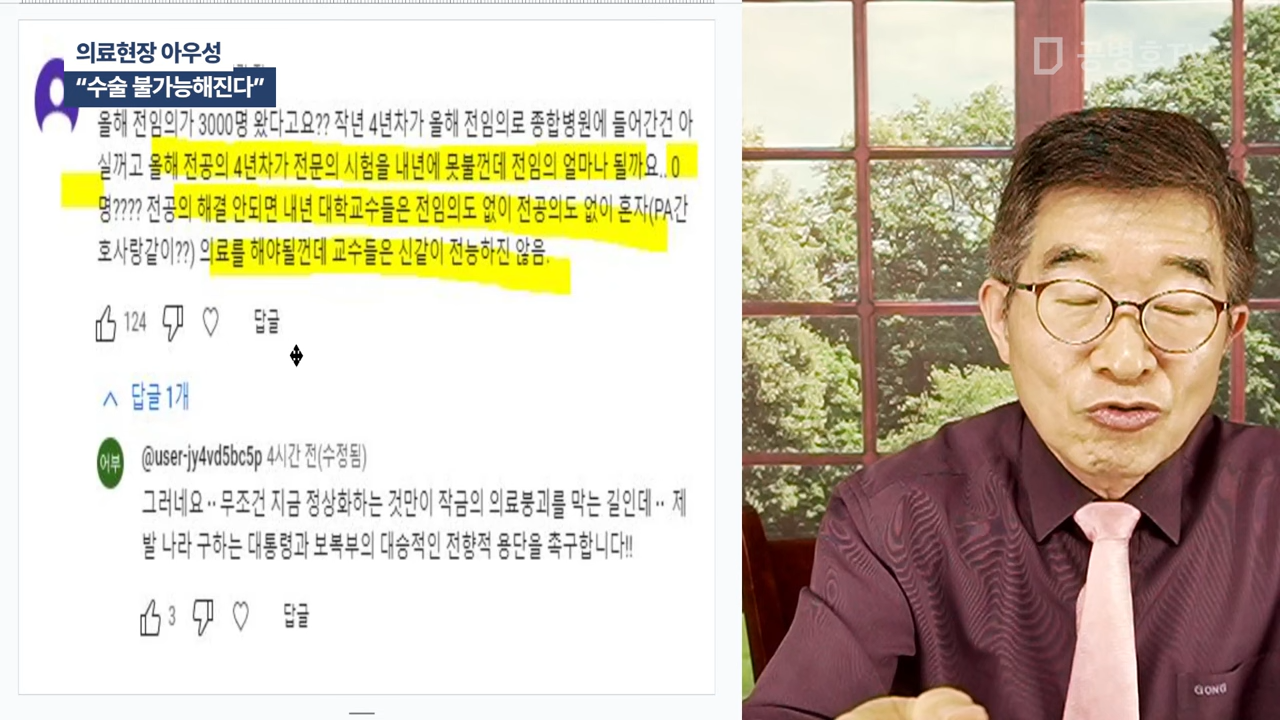 의료현장 아우성
“수술 불가능해진다”
공병호TV
올해 전임의가 3000명 왔다고요?? 작년 4년차가 올해 전임의로 종합병원에 들어간건 아
실꺼고 올해 전공의 4년차가 전문의 시험을 내년에 못볼껀데 전임의 얼마나 될까요.. 0
명???? 전공의 해결 안되면 내년 대학교수들은 전임의도 없이 전공의도 없이 혼자(PA간
호사랑같이??) 의료를 해야될껀데 교수들은 신같이 전능하진 않음.
124 답글
답글 1개
어부
@user-jy4vd5bc5p 4시간 전(수정됨)
그러네요‥무조건 지금 정상화하는 것만이 작금의 의료붕괴를 막는 길인데‥ 제
발 나라 구하는 대통령과 보복부의 대승적인 전향적 용단을 촉구합니다!!
3 답글
GONG